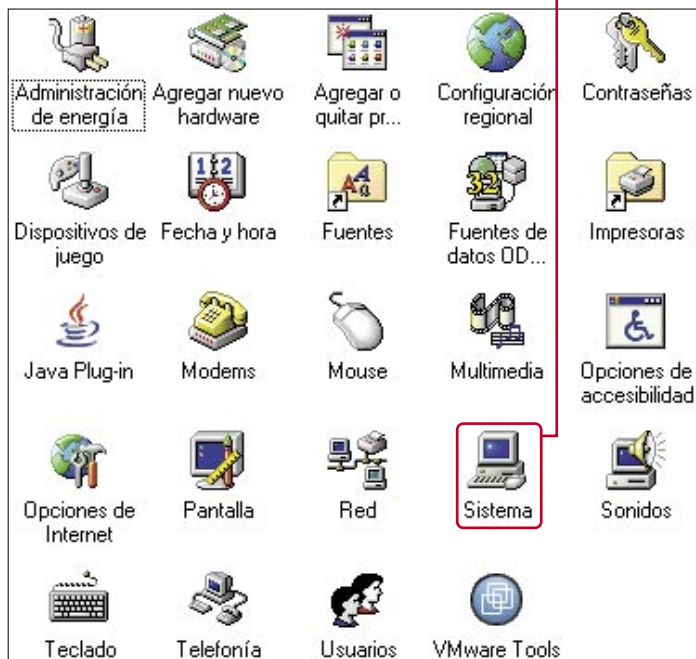 Administración Agregar nuevo Agregar o Configuración Contraseñas
de energía hardware quitar pr... regional
Dispositivos de Fecha y hora Fuentes Fuentes de Impresoras
juego datos OD...
Java Plug-in Modems Mouse Multimedia Opciones de
accesibilidad
Opciones de Pantalla Red Sistema Sonidos
Internet
Teclado Telefonía Usuarios VMware Tools